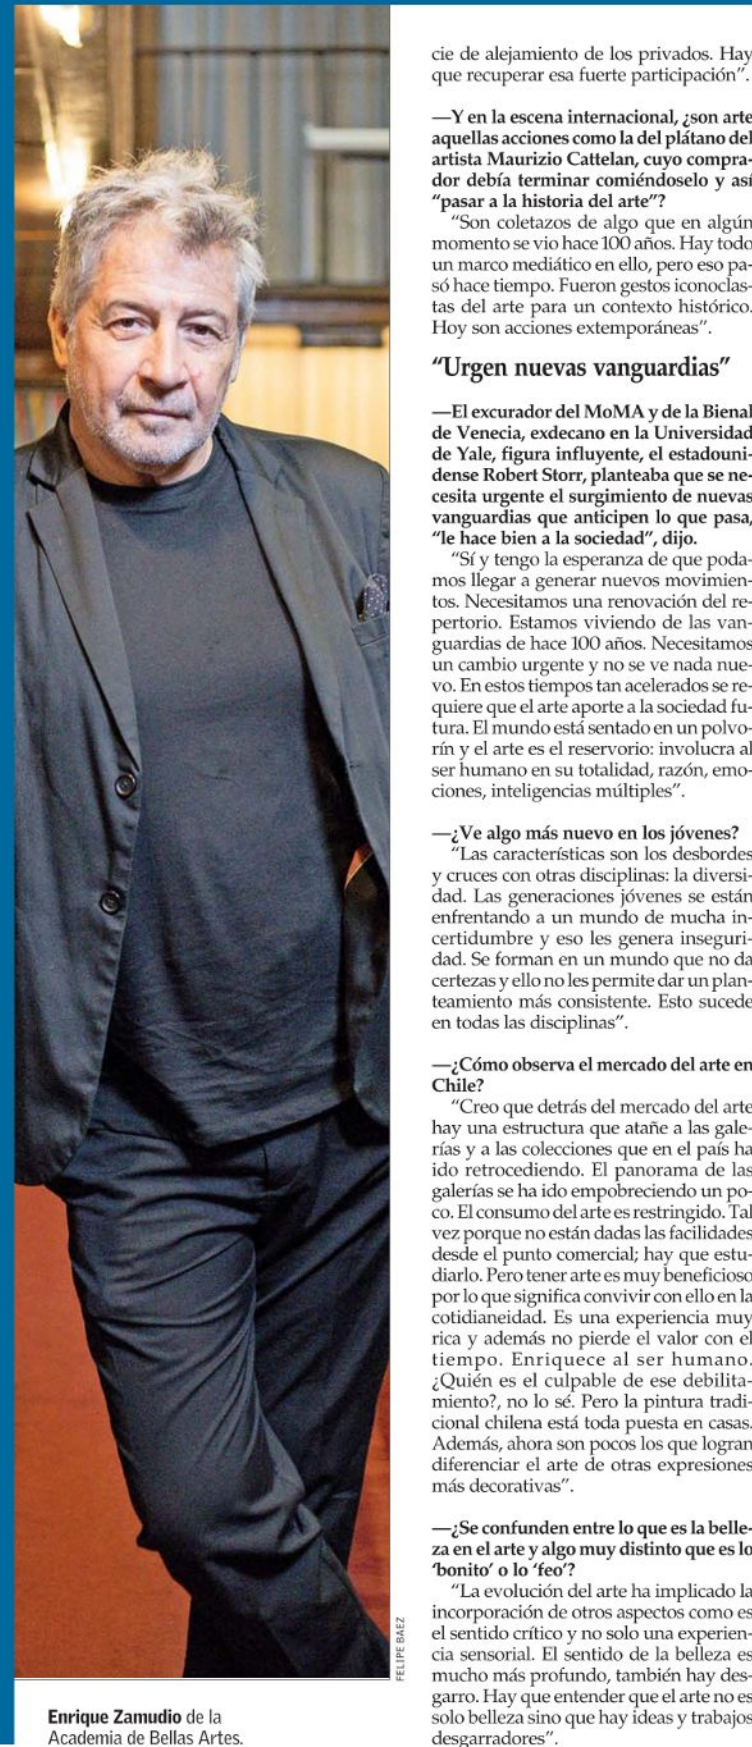 cie de alejamiento de los privados. Hay
que recuperar esa fuerte participación”.
—Y en la escena internacional, ¿son arte
aquellas acciones como la del plátano del
artista Maurizio Cattelan, cuyo compra-
dor debía terminar comiéndoselo y así
“pasar a la historia del arte”?
“Son coletazos de algo que en algún
momento se vio hace 100 años. Hay todo
un marco mediático en ello, pero eso pa-
só hace tiempo. Fueron gestos iconoclas-
tas del arte para un contexto histórico.
Hoy son acciones extemporáneas”.
“Urgen nuevas vanguardias”
—El excurador del MoMA y de la Bienal
de Venecia, exdecano en la Universidad
de Yale, figura influyente, el estadouni-
dense Robert Storr, planteaba que se ne-
cesita urgente el surgimiento de nuevas
vanguardias que anticipen lo que pasa,
“le hace bien a la sociedad”, dijo.
“Sí y tengo la esperanza de que poda-
mos llegar a generar nuevos movimien-
tos. Necesitamos una renovación del re-
pertorio. Estamos viviendo de las van-
guardias de hace 100 años. Necesitamos
un cambio urgente y no se ve nada nue-
vo. En estos tiempos tan acelerados se re-
quiere que el arte aporte a la sociedad fu-
tura. El mundo está sentado en un polvo-
rín y el arte es el reservorio: involucra al
ser humano en su totalidad, razón, emo-
ciones, inteligencias múltiples”.
—¿Ve algo más nuevo en los jóvenes?
“Las características son los desbordes
y cruces con otras disciplinas: la diversi-
dad. Las generaciones jóvenes se están
enfrentando a un mundo de mucha in-
certidumbre y eso les genera inseguri-
dad. Se forman en un mundo que no da
certezas y ello no les permite dar un plan-
teamiento más consistente. Esto sucede
en todas las disciplinas”.
—¿Cómo observa el mercado del arte en
Chile?
“Creo que detrás del mercado del arte
hay una estructura que atañe a las gale-
rías y a las colecciones que en el país ha
ido retrocediendo. El panorama de las
galerías se ha ido empobreciendo un po-
co. El consumo del arte es restringido. Tal
vez porque no están dadas las facilidades
desde el punto comercial; hay que estu-
diarlo. Pero tener arte es muy beneficioso
por lo que significa convivir con ello en la
cotidianeidad. Es una experiencia muy
rica y además no pierde el valor con el
tiempo. Enriquece al ser humano.
¿Quién es el culpable de ese debilita-
miento?, no lo sé. Pero la pintura tradi-
cional chilena está toda puesta en casas.
Además, ahora son pocos los que logran
diferenciar el arte de otras expresiones
más decorativas”.
—¿Se confunden entre lo que es la belle-
za en el arte y algo muy distinto que es lo
‘bonito’ o lo ‘feo’?
“La evolución del arte ha implicado la
incorporación de otros aspectos como es
el sentido crítico y no solo una experien-
cia sensorial. El sentido de la belleza es
mucho más profundo, también hay des-
garro. Hay que entender que el arte no es
solo belleza sino que hay ideas y trabajos
desgarradores”.
FELIPE BAEZ
Enrique Zamudio de la
Academia de Bellas Artes.